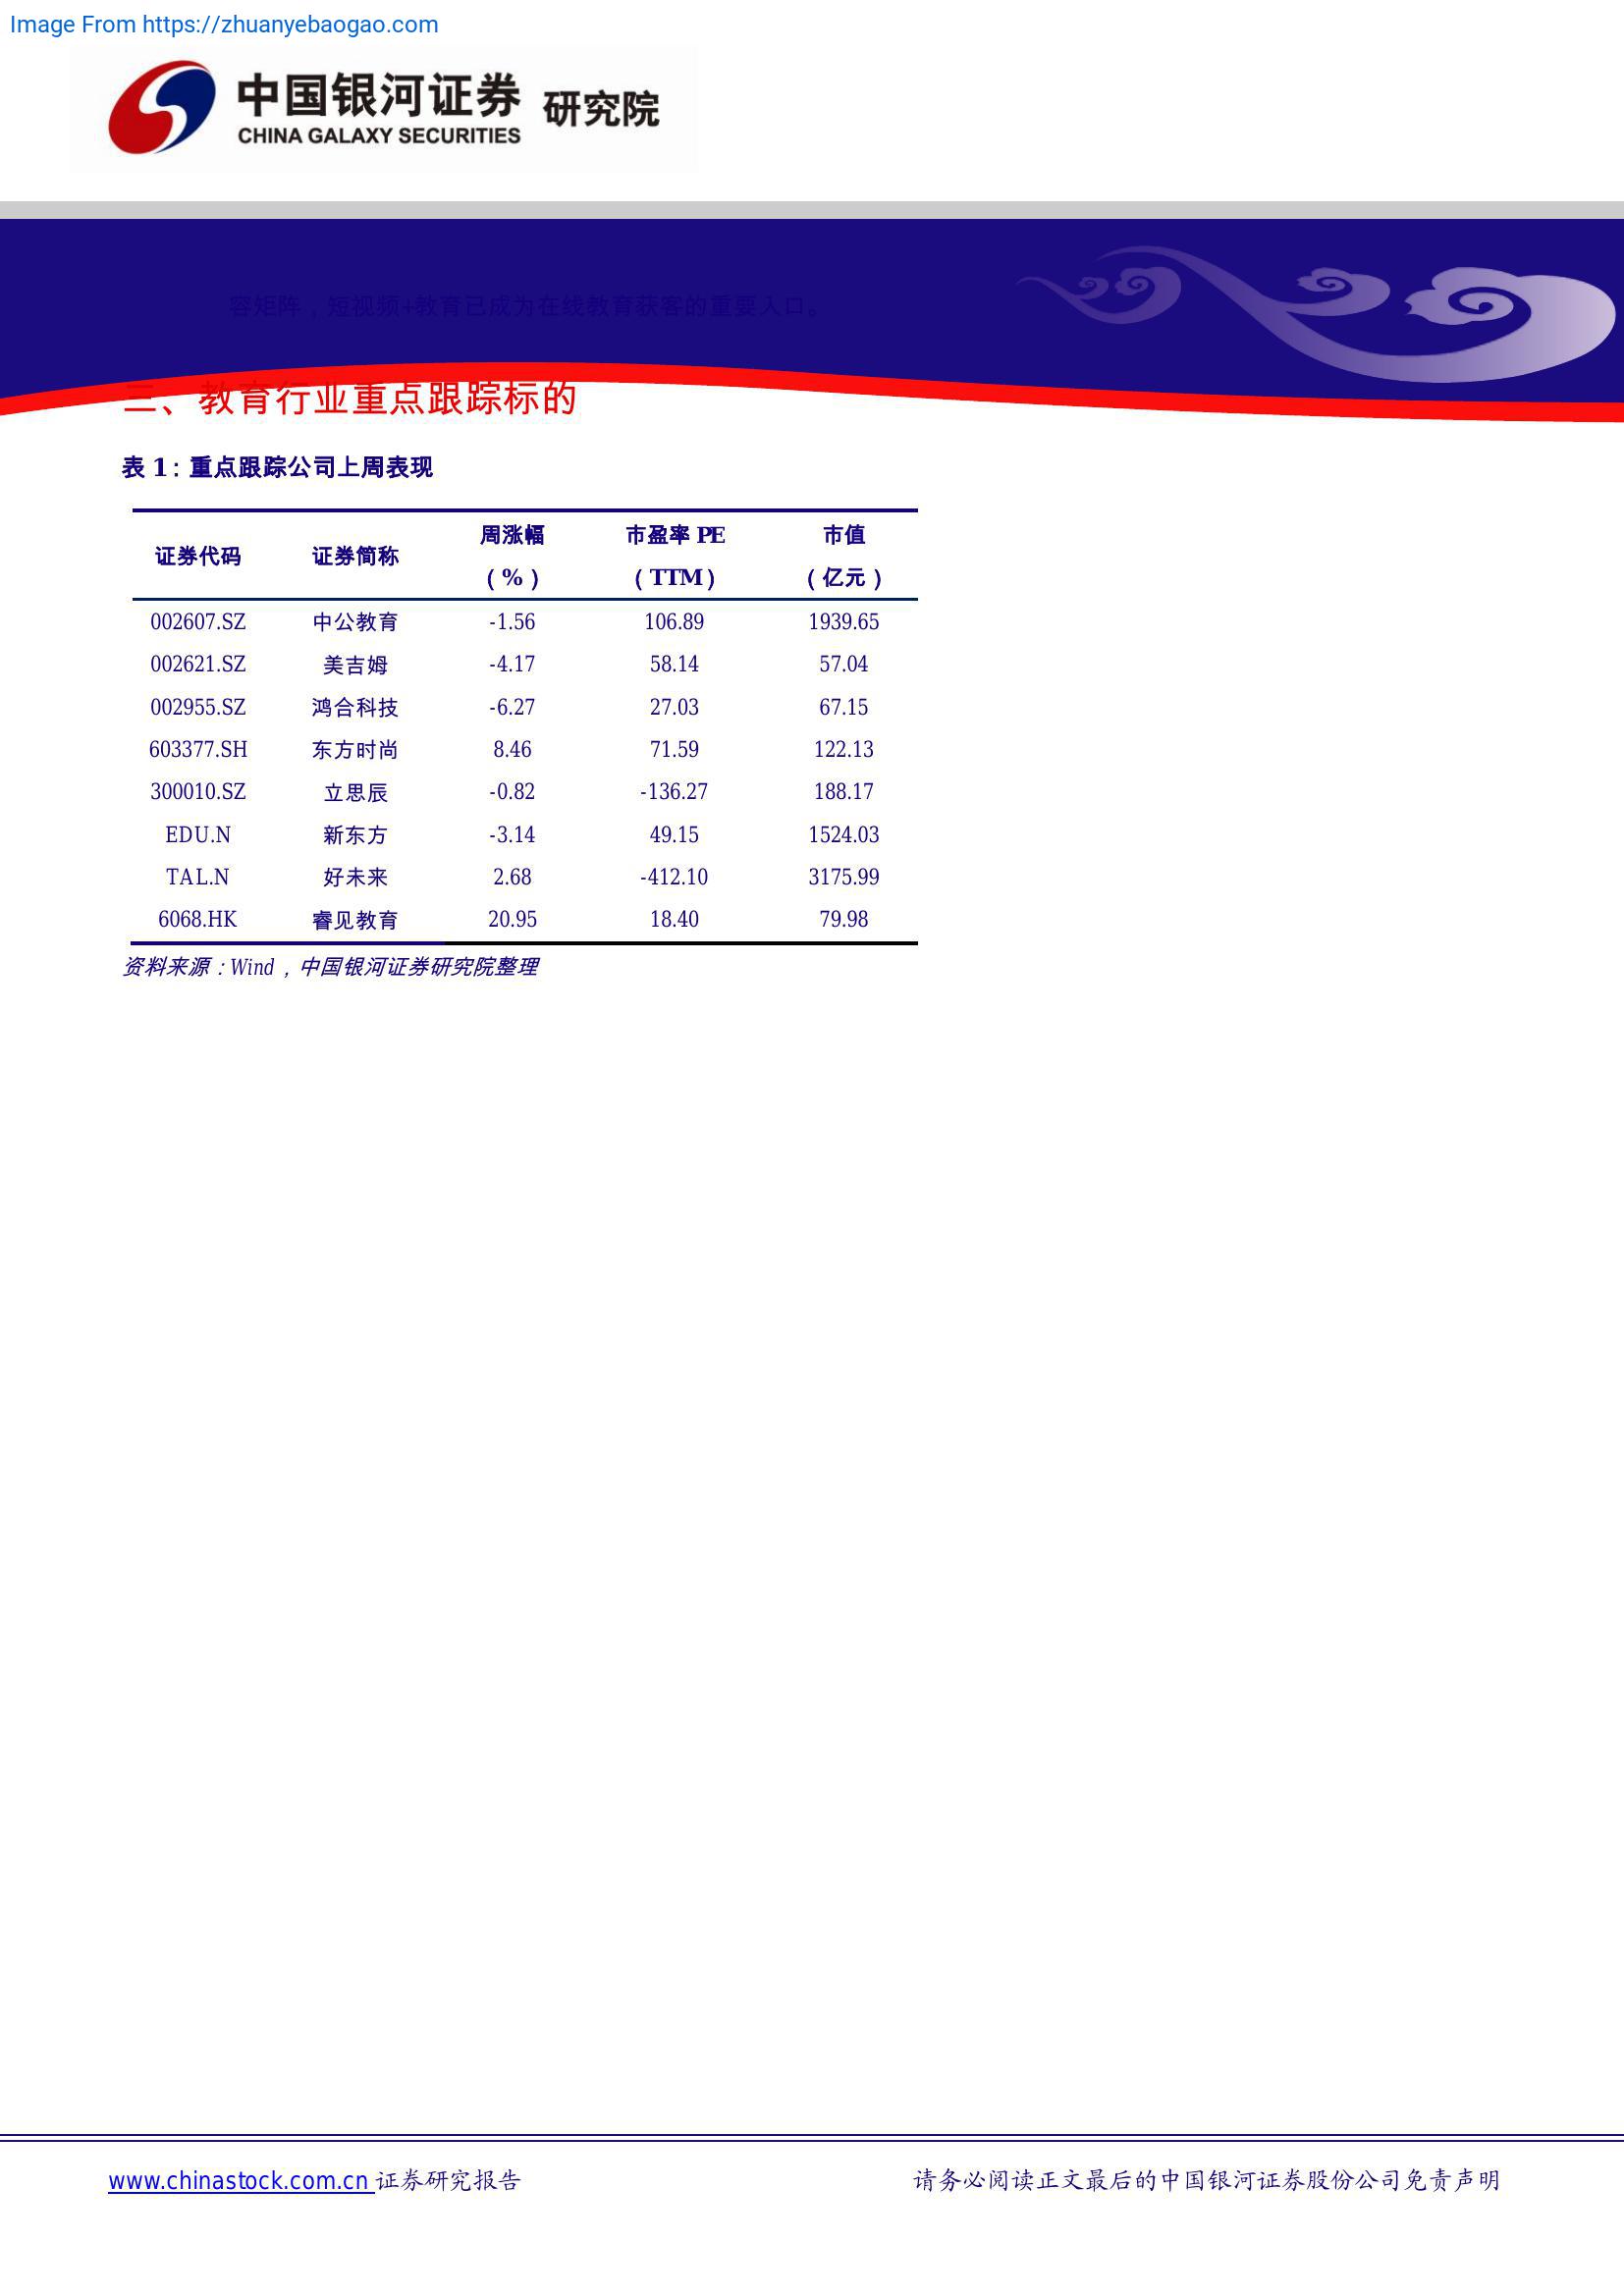 Image From https://zhuanyebaogao.com
中国银河证券 研究院
CHINA GALAXY SECURITIES
容矩阵，短视频+教育已成为在线教育获客的重要入口。
三、教育行业重点跟踪标的
表 1：重点跟踪公司上周表现
证券代码 证券简称 周涨幅（%） 市盈率 PE（TTM） 市值（亿元）
002607.SZ 中公教育 -1.56 106.89 1939.65
002621.SZ 美吉姆 -4.17 58.14 57.04
002955.SZ 鸿合科技 -6.27 27.03 67.15
603377.SH 东方时尚 8.46 71.59 122.13
300010.SZ 立思辰 -0.82 -136.27 188.17
EDU.N 新东方 -3.14 49.15 1524.03
TAL.N 好未来 2.68 -412.10 3175.99
6068.HK 睿见教育 20.95 18.40 79.98
资料来源：Wind，中国银河证券研究院整理
www.chinastock.com.cn 证券研究报告 请务必阅读正文最后的中国银河证券股份公司免责声明